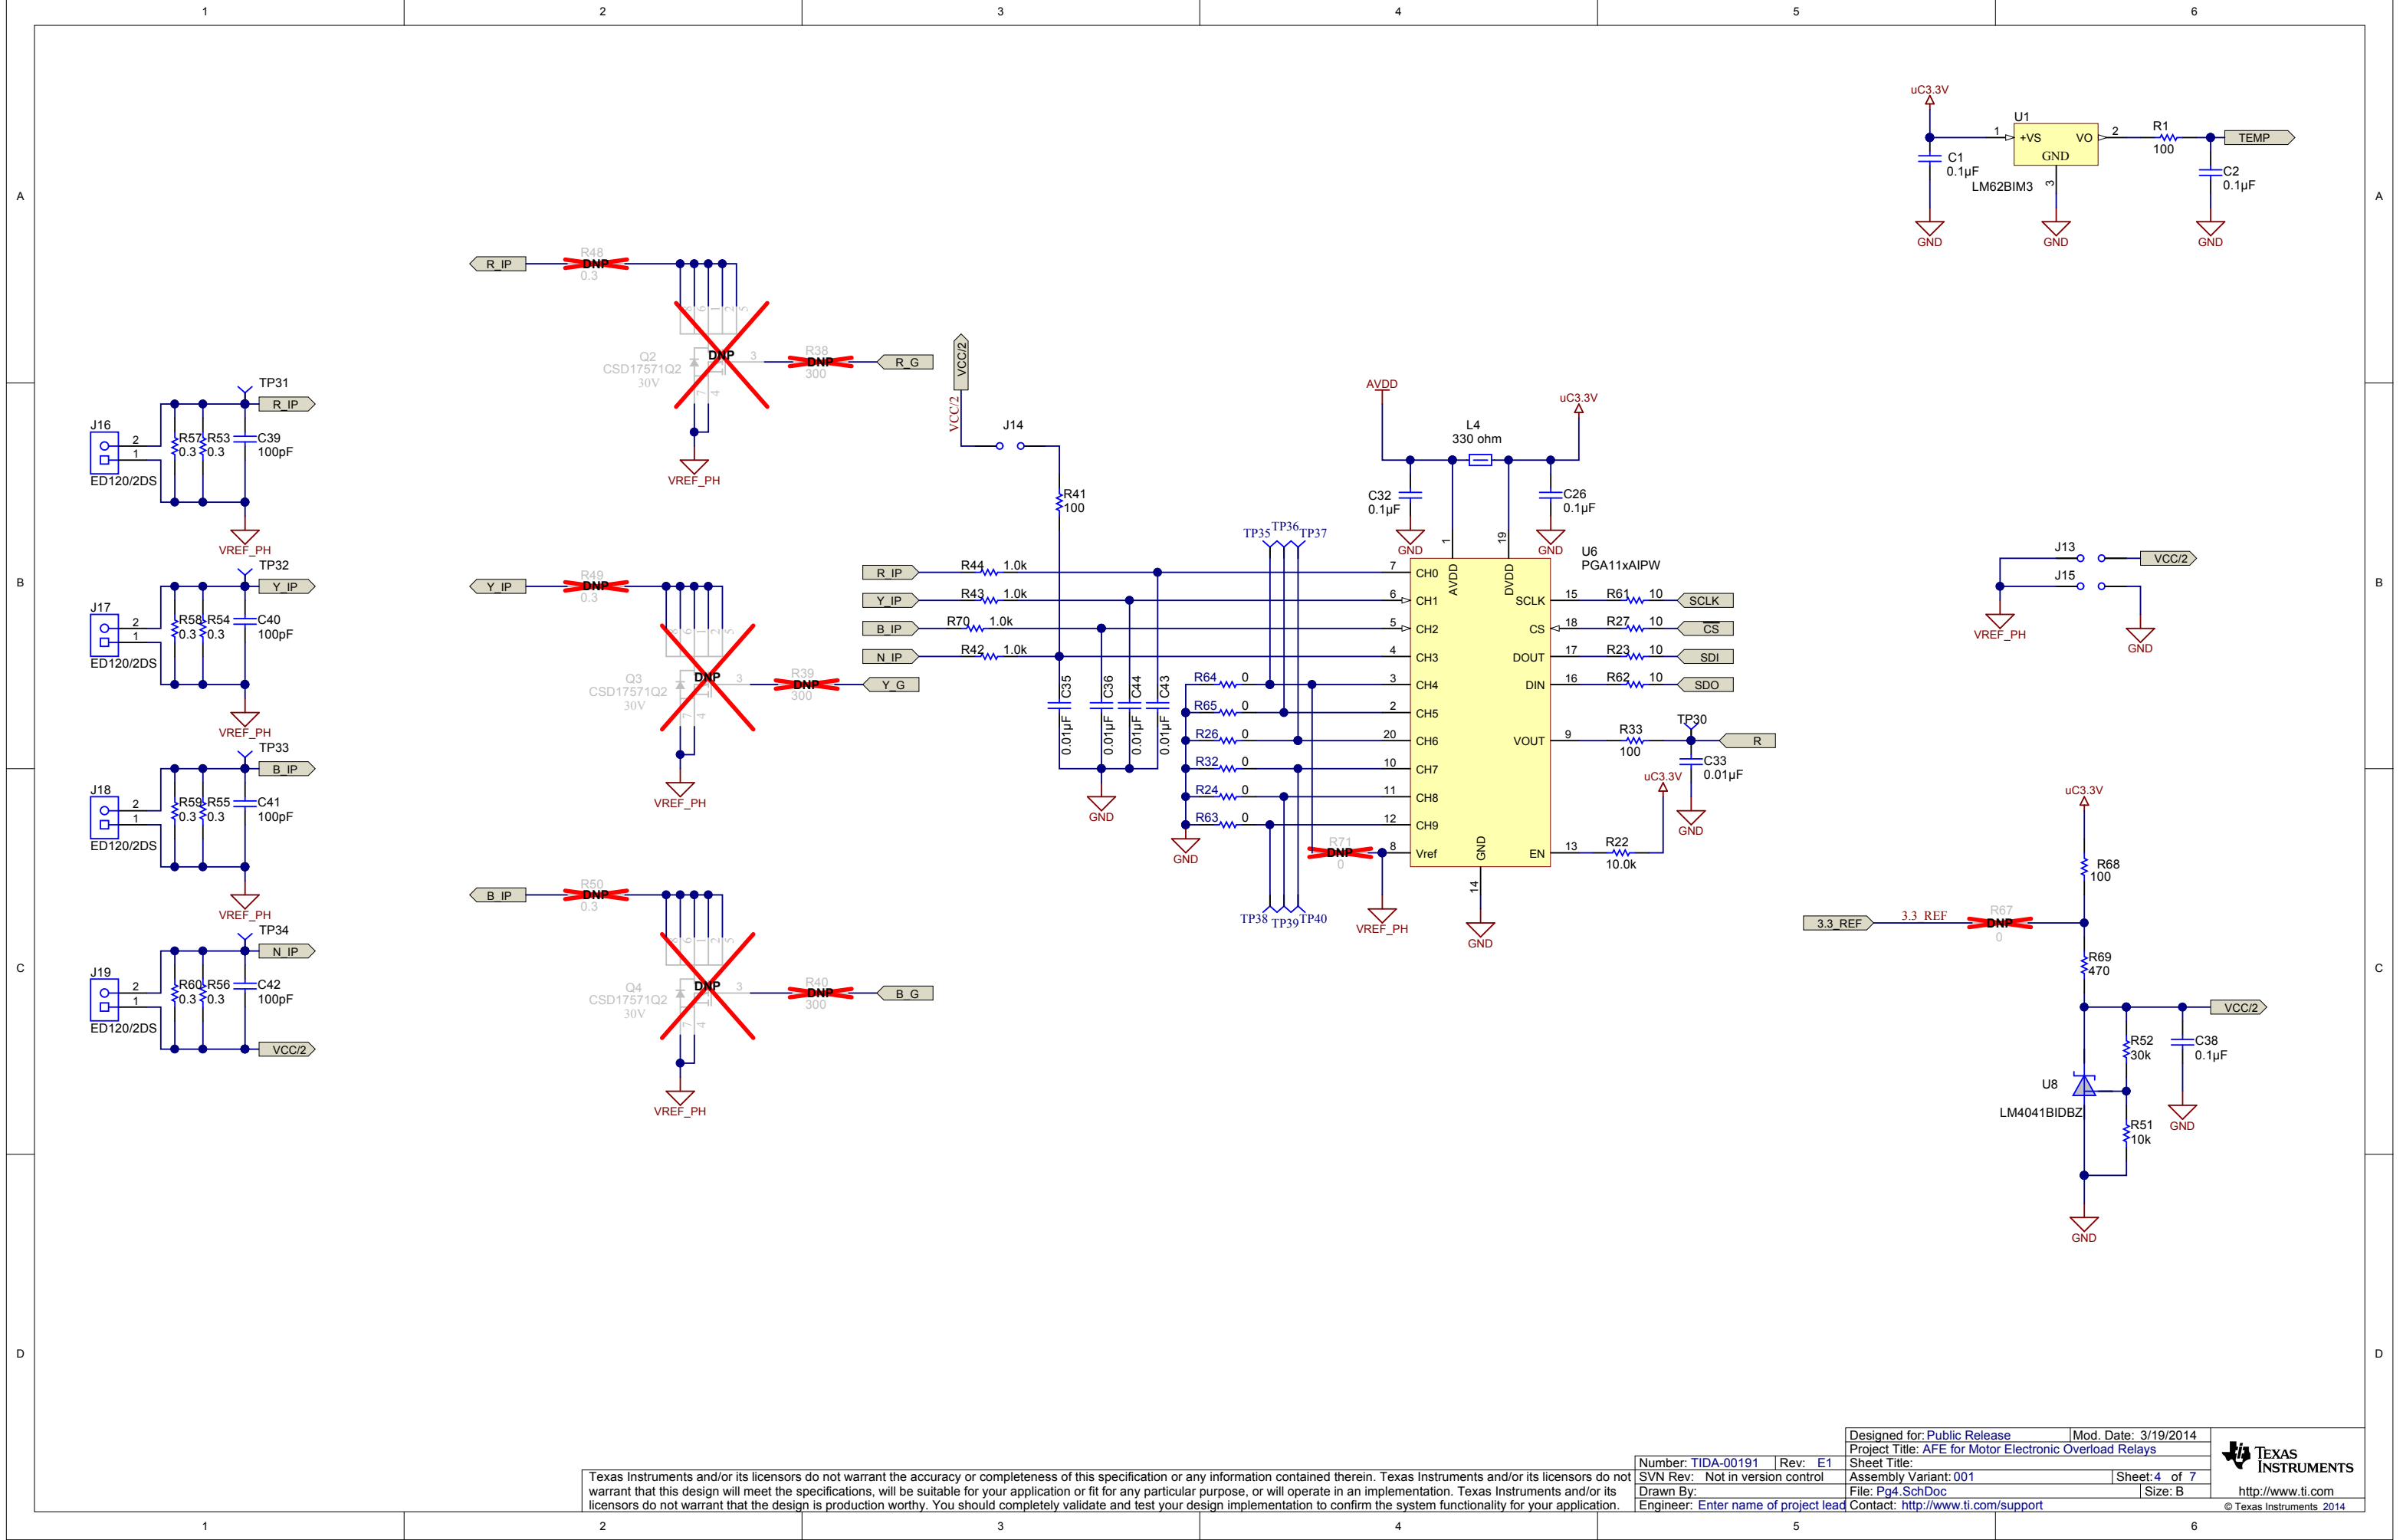 1 2 3 4 5 6
A
B
C
D
A
B
C
D
uC3.3V
U1
1 +VS VO 2
GND
3
LM62BIM3
C1
0.1µF
R1
100
TEMP
C2
0.1µF
GND
GND
GND
R_IP
R48
DNP
0.3
Q2
CSD17571Q2
30V
DNP
3
7
4
R38
DNP
300
R_G
VREF_PH
J16
2
1
ED120/2DS
R57
0.3
R53
0.3
C39
100pF
TP31
R_IP
VREF_PH
J17
2
1
ED120/2DS
R58
0.3
R54
0.3
C40
100pF
TP32
Y_IP
VREF_PH
J18
2
1
ED120/2DS
R59
0.3
R55
0.3
C41
100pF
TP33
B_IP
VREF_PH
J19
2
1
ED120/2DS
R60
0.3
R56
0.3
C42
100pF
TP34
N_IP
VCC/2
Y_IP
R49
DNP
0.3
Q3
CSD17571Q2
30V
DNP
3
7
4
R39
DNP
300
Y_G
VREF_PH
B_IP
R50
DNP
0.3
Q4
CSD17571Q2
30V
DNP
3
7
4
R40
DNP
300
B_G
VREF_PH
VCC/2
VCC/2
J14
R41
100
R_IP
R44 1.0k
Y_IP
R43 1.0k
B_IP
R70 1.0k
N_IP
R42 1.0k
C35
0.01µF
C36
0.01µF
C44
0.01µF
C43
0.01µF
GND
TP35 TP36 TP37
R64 0
R65 0
R26 0
R32 0
R24 0
R63 0
GND
R71
DNP
0
TP38 TP39 TP40
VREF_PH
AVDD
L4
330 ohm
uC3.3V
C32
0.1µF
GND
C26
0.1µF
GND
U6
PGA11xAIPW
1 AVDD
19 DVDD
7 CH0
6 CH1
5 CH2
4 CH3
3 CH4
2 CH5
20 CH6
10 CH7
11 CH8
12 CH9
8 Vref
GND 14
GND
SCLK 15 R61 10 SCLK
CS 18 R27 10 CS
DOUT 17 R23 10 SDI
DIN 16 R62 10 SDO
VOUT 9 R33
100
TP30
R
C33
0.01µF
GND
uC3.3V
EN 13 R22
10.0k
J13
VCC/2
J15
VREF_PH
GND
uC3.3V
R68
100
3.3_REF
3.3_REF
R67
DNP
0
R69
470
VCC/2
R52
30k
C38
0.1µF
U8
LM4041BIDBZ
R51
10k
GND
GND
Texas Instruments and/or its licensors do not warrant the accuracy or completeness of this specification or any information contained therein. Texas Instruments and/or its licensors do not
warrant that this design will meet the specifications, will be suitable for your application or fit for any particular purpose, or will operate in an implementation. Texas Instruments and/or its
licensors do not warrant that the design is production worthy. You should completely validate and test your design implementation to confirm the system functionality for your application.
Number: TIDA-00191 Rev: E1
SVN Rev: Not in version control
Drawn By:
Engineer: Enter name of project lead
Designed for: Public Release Mod. Date: 3/19/2014
Project Title: AFE for Motor Electronic Overload Relays
Sheet Title:
Assembly Variant: 001 Sheet: 4 of 7
File: Pg4.SchDoc Size: B
Contact: http://www.ti.com/support
TEXAS
INSTRUMENTS
http://www.ti.com
© Texas Instruments 2014
1 2 3 4 5 6